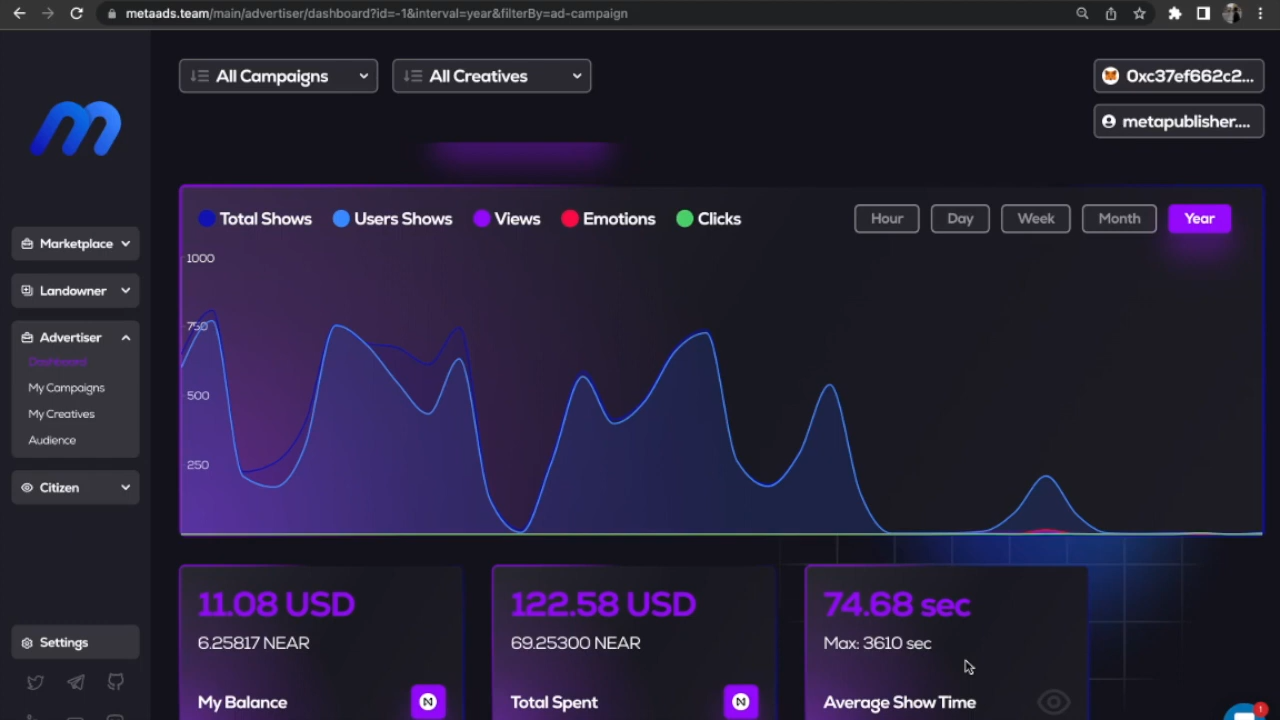 metaads.team/main/advertiser/dashboard?id=-1&interval=year&filterBy=ad-campaign
All Campaigns
All Creatives
0xc37ef662c2...
metapublisher....
Total Shows
Users Shows
Views
Emotions
Clicks
Hour
Day
Week
Month
Year
1000
750
500
250
Marketplace
Landowner
Advertiser
Dashboard
My Campaigns
My Creatives
Audience
Citizen
Settings
11.08 USD
6.25817 NEAR
My Balance
122.58 USD
69.25300 NEAR
Total Spent
74.68 sec
Max: 3610 sec
Average Show Time
1